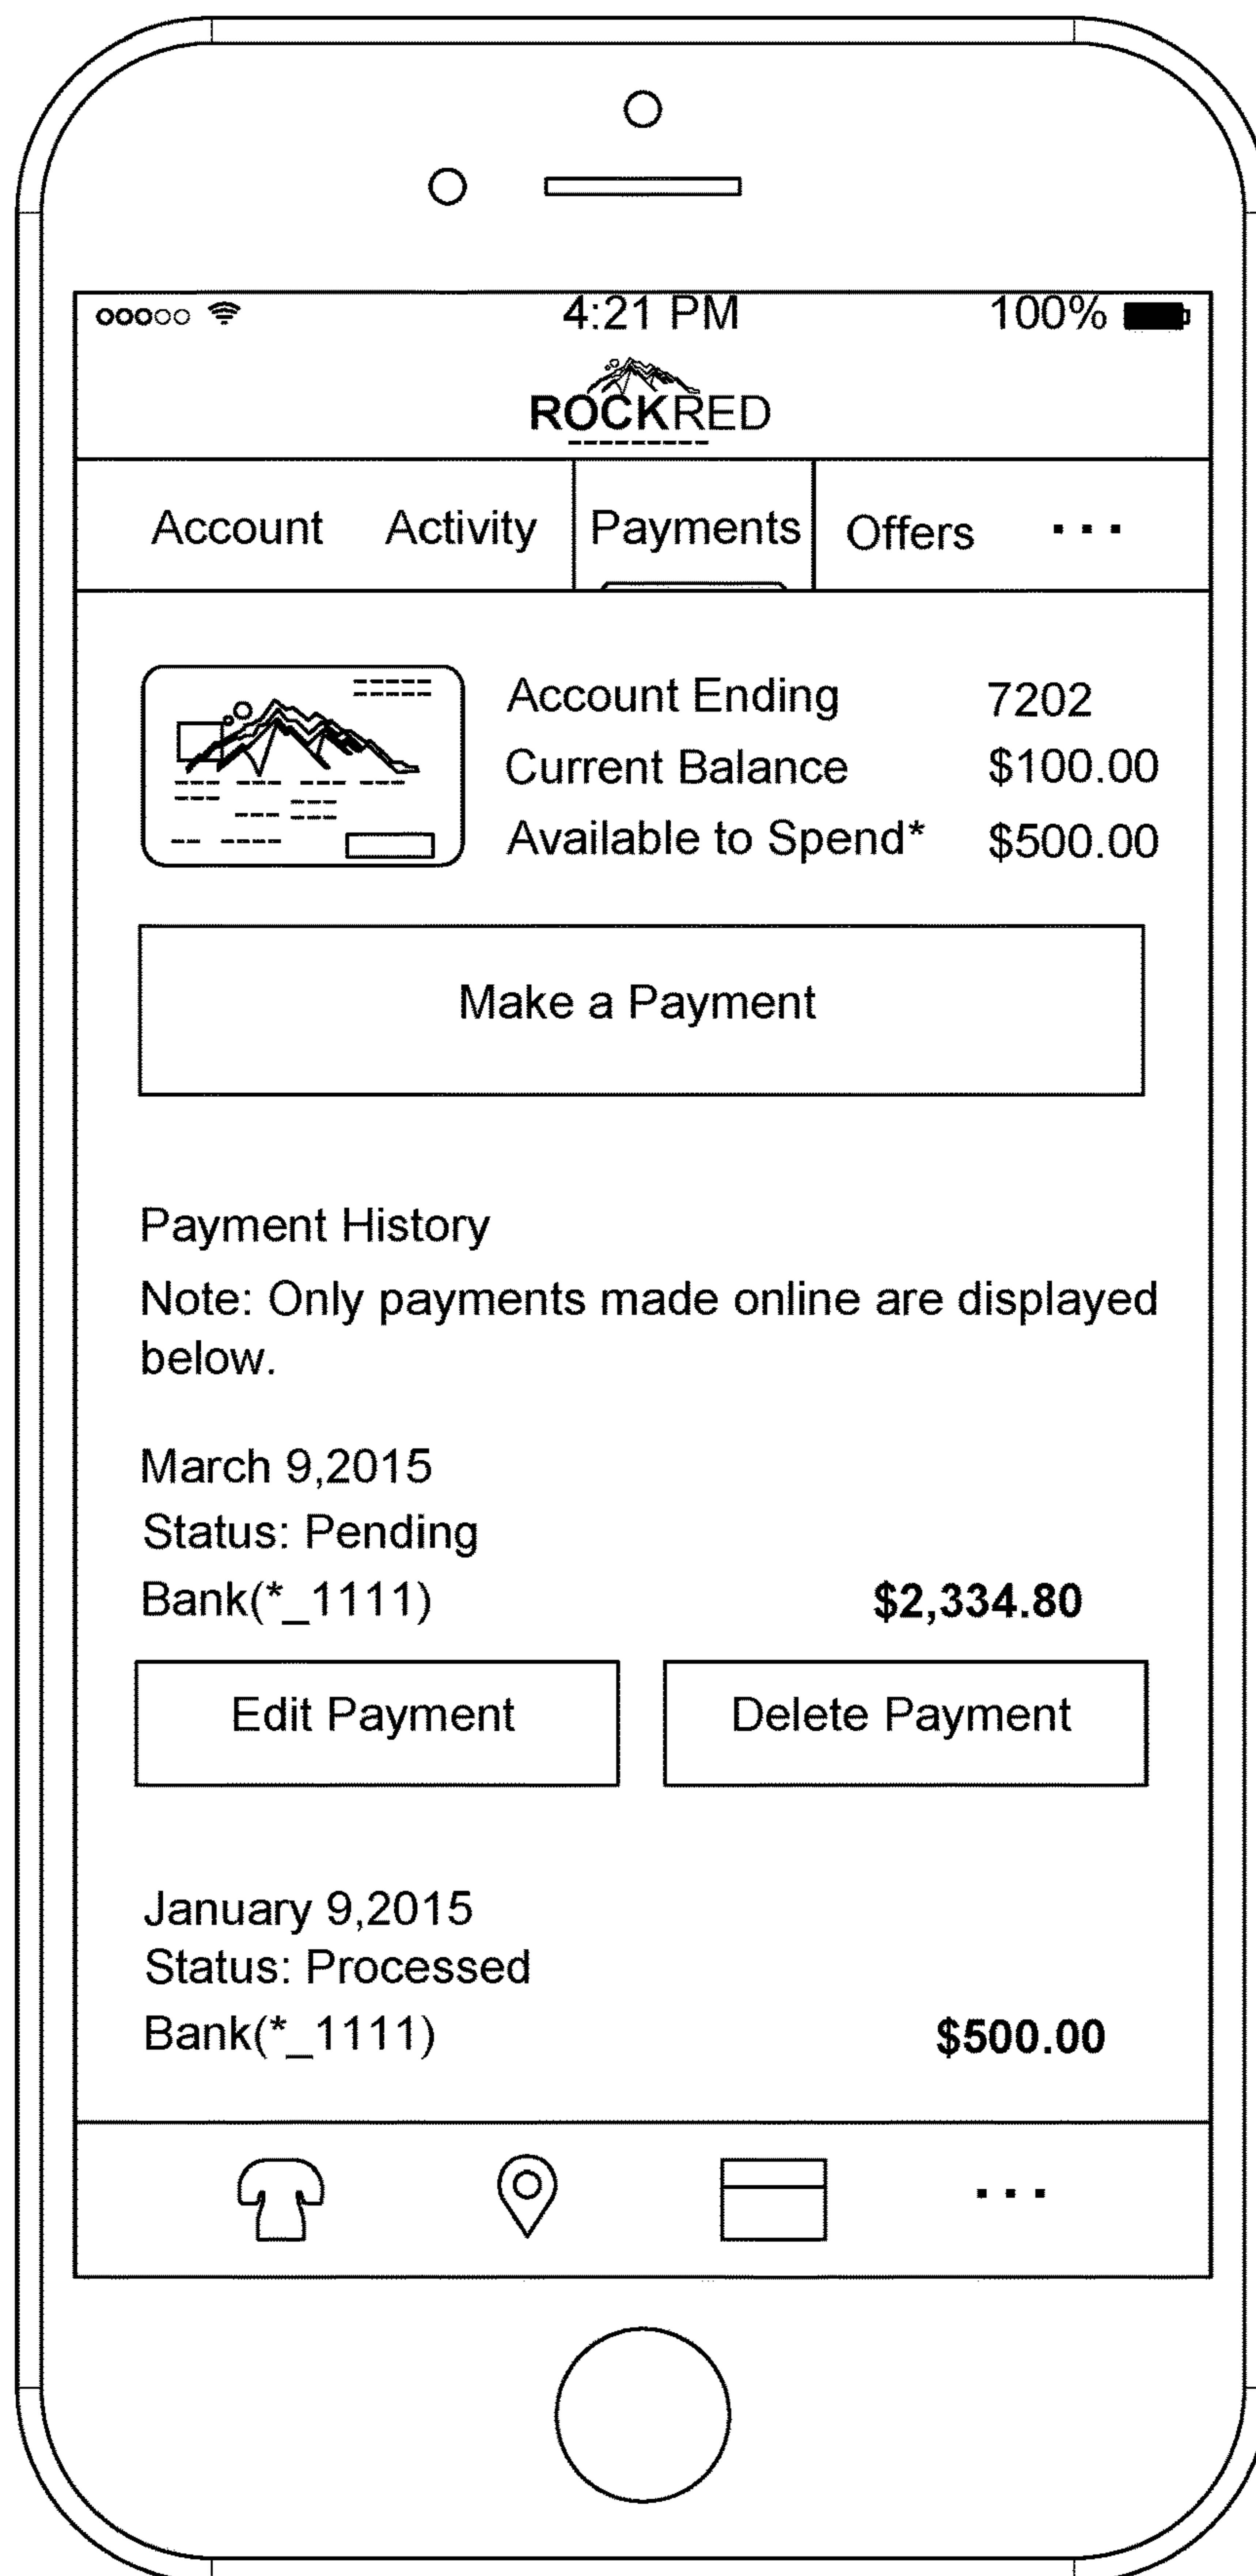 4:21 PM 100%
ROCKRED
Account Activity Payments Offers ...
Account Ending 7202
Current Balance $100.00
Available to Spend* $500.00
Make a Payment
Payment History
Note: Only payments made online are displayed
below.
March 9,2015
Status: Pending
Bank(*_1111) $2,334.80
Edit Payment Delete Payment
January 9,2015
Status: Processed
Bank(*_1111) $500.00
...